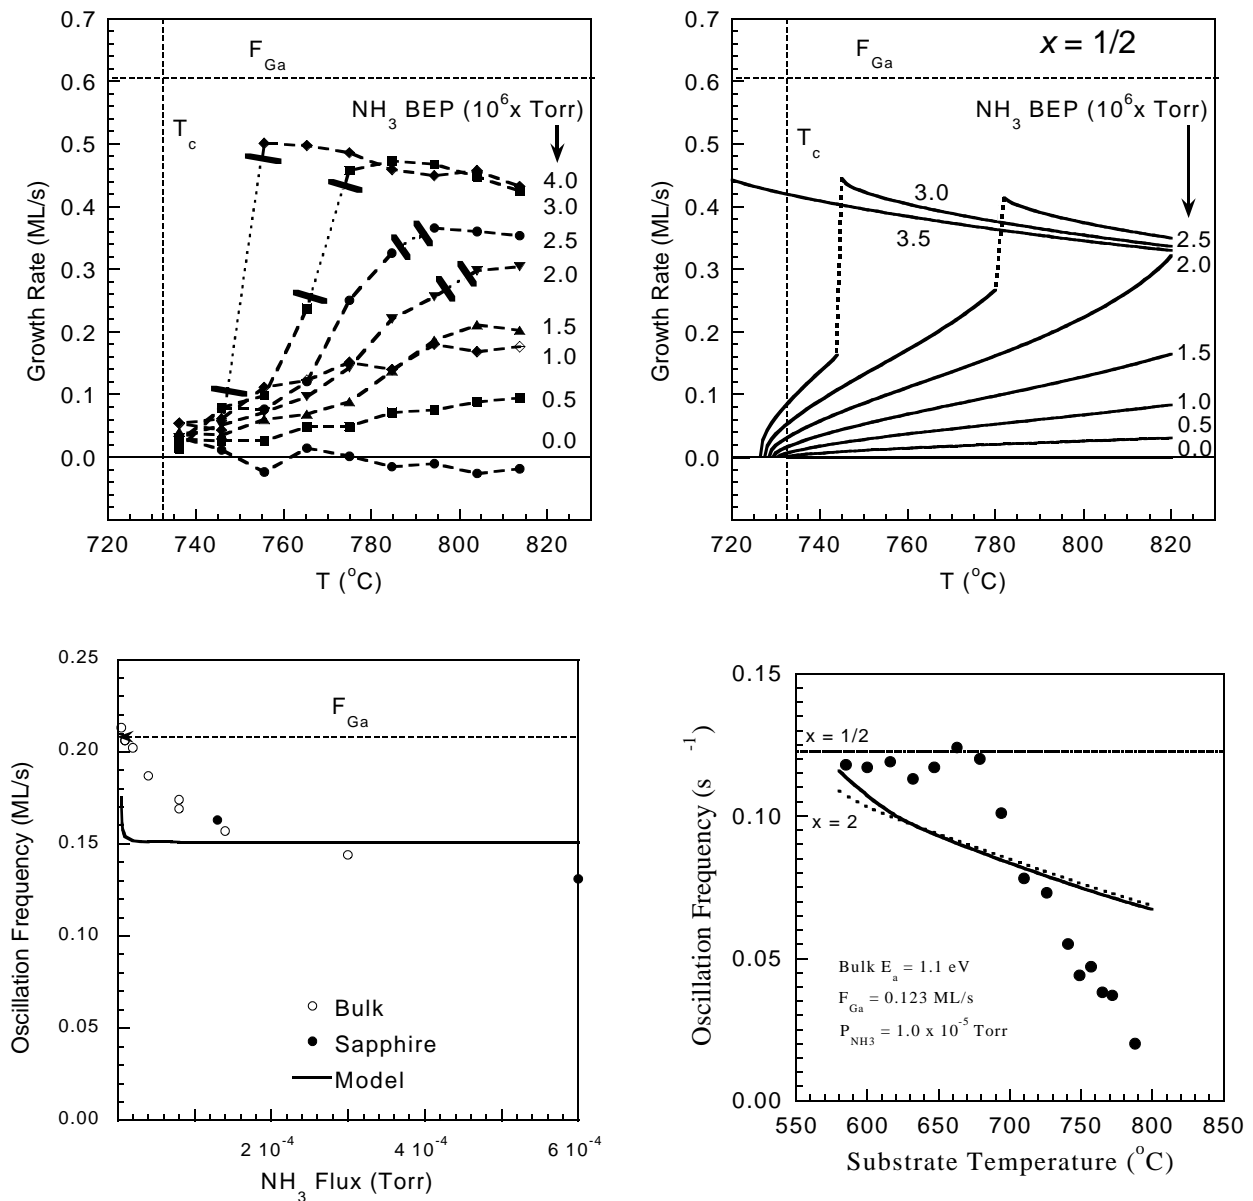 0.7
0.6
0.5
0.4
0.3
0.2
0.1
0.0
Growth Rate (ML/s)
F_Ga
NH_3 BEP (10^6x Torr)
T_c
4.0
3.0
2.5
2.0
1.5
1.0
0.5
0.0
720 740 760 780 800 820
T (°C)
0.7
0.6
0.5
0.4
0.3
0.2
0.1
0.0
Growth Rate (ML/s)
x = 1/2
F_Ga
NH_3 BEP (10^6x Torr)
T_c
3.0
3.5
2.5
2.0
1.5
1.0
0.5
0.0
720 740 760 780 800 820
T (°C)
0.25
0.20
0.15
0.10
0.05
0.00
Oscillation Frequency (ML/s)
F_Ga
Bulk
Sapphire
Model
2 10^-4 4 10^-4 6 10^-4
NH_3 Flux (Torr)
0.15
0.10
0.05
0.00
Oscillation Frequency (s^-1)
x = 1/2
x = 2
Bulk E_a = 1.1 eV
F_Ga = 0.123 ML/s
P_NH3 = 1.0 x 10^-5 Torr
550 600 650 700 750 800 850
Substrate Temperature (°C)